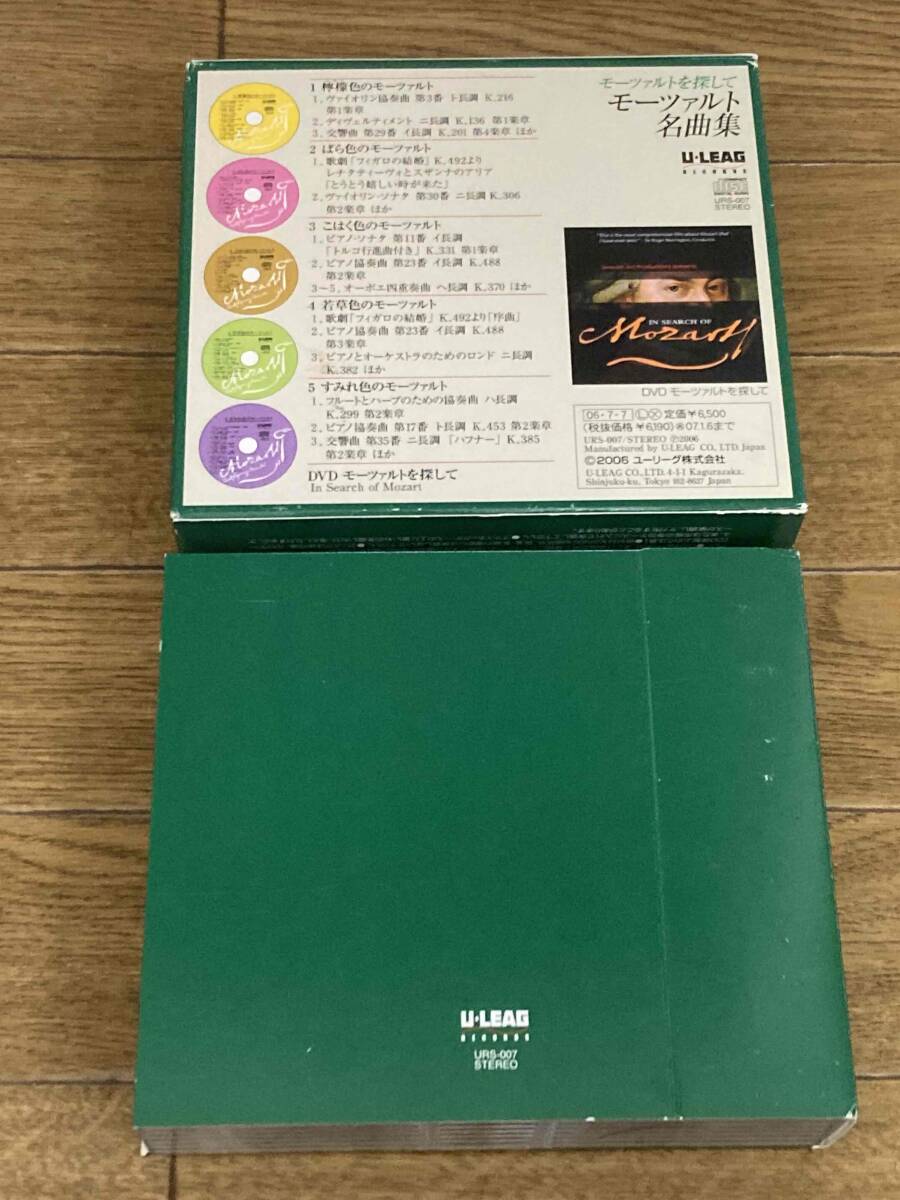 1 檸檬色のモーツァルト
1. ヴァイオリン協奏曲 第3番 ト長調 K.216
第1楽章
2. ディヴェルティメント ニ長調 K.136 第1楽章
3. 交響曲 第29番 イ長調 K.201 第4楽章 ほか
2 ばら色のモーツァルト
1. 歌劇「フィガロの結婚」K.492より
レチタティーヴォとスザンナのアリア
「とうとう嬉しい時が来た」
2. ヴァイオリン・ソナタ 第30番 ニ長調 K.306
第2楽章 ほか
3 こはく色のモーツァルト
1. ピアノ・ソナタ 第11番 イ長調
「トルコ行進曲付き」K.331 第1楽章
2. ピアノ協奏曲 第23番 イ長調 K.488
第2楽章
3〜5. オーボエ四重奏曲 ヘ長調 K.370 ほか
4 若草色のモーツァルト
1. 歌劇「フィガロの結婚」K.492より「序曲」
2. ピアノ協奏曲 第23番 イ長調 K.488
第3楽章
3. ピアノとオーケストラのためのロンド ニ長調
K.382 ほか
5 すみれ色のモーツァルト
1. フルートとハープのための協奏曲 ハ長調
K.299 第2楽章
2. ピアノ協奏曲 第17番 ト長調 K.453 第2楽章
3. 交響曲 第35番 ニ長調 「ハフナー」K.385
第2楽章 ほか
DVD モーツァルトを探して
In Search of Mozart
モーツァルトを探して
モーツァルト
名曲集
U・LEAG
RECORDS
COMPACT
disc
DIGITAL AUDIO
URS-007
STEREO
IN SEARCH OF
Mozart
DVD モーツァルトを探して
06・7・7 Ⓛ Ⓧ 定価¥6,500
(税抜価格 ¥6,190) ㊍07.1.6まで
URS-007/STEREO Ⓟ2006
Manufactured by U-LEAG CO., LTD. Japan
©2006 ユーリーグ株式会社
U-LEAG CO., LTD. 4-1-1 Kagurazaka,
Shinjuku-ku, Tokyo 162-8627 Japan
U・LEAG
RECORDS
URS-007
STEREO